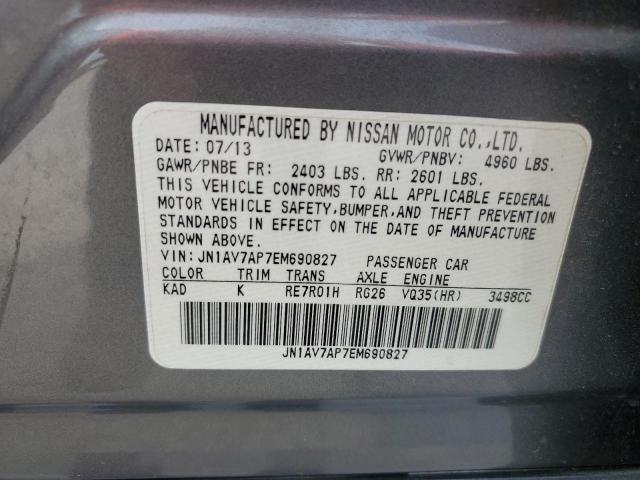 MANUFACTURED BY NISSAN MOTOR CO.,LTD.
DATE: 07/13 GVWR/PNBV: 4960 LBS.
GAWR/PNBE FR: 2403 LBS. RR: 2601 LBS.
THIS VEHICLE CONFORMS TO ALL APPLICABLE FEDERAL
MOTOR VEHICLE SAFETY,BUMPER,AND THEFT PREVENTION
STANDARDS IN EFFECT ON THE DATE OF MANUFACTURE
SHOWN ABOVE.
VIN: JN1AV7AP7EM690827 PASSENGER CAR
COLOR TRIM TRANS AXLE ENGINE
KAD K RE7R01H RG26 VQ35(HR) 3498CC
JN1AV7AP7EM690827